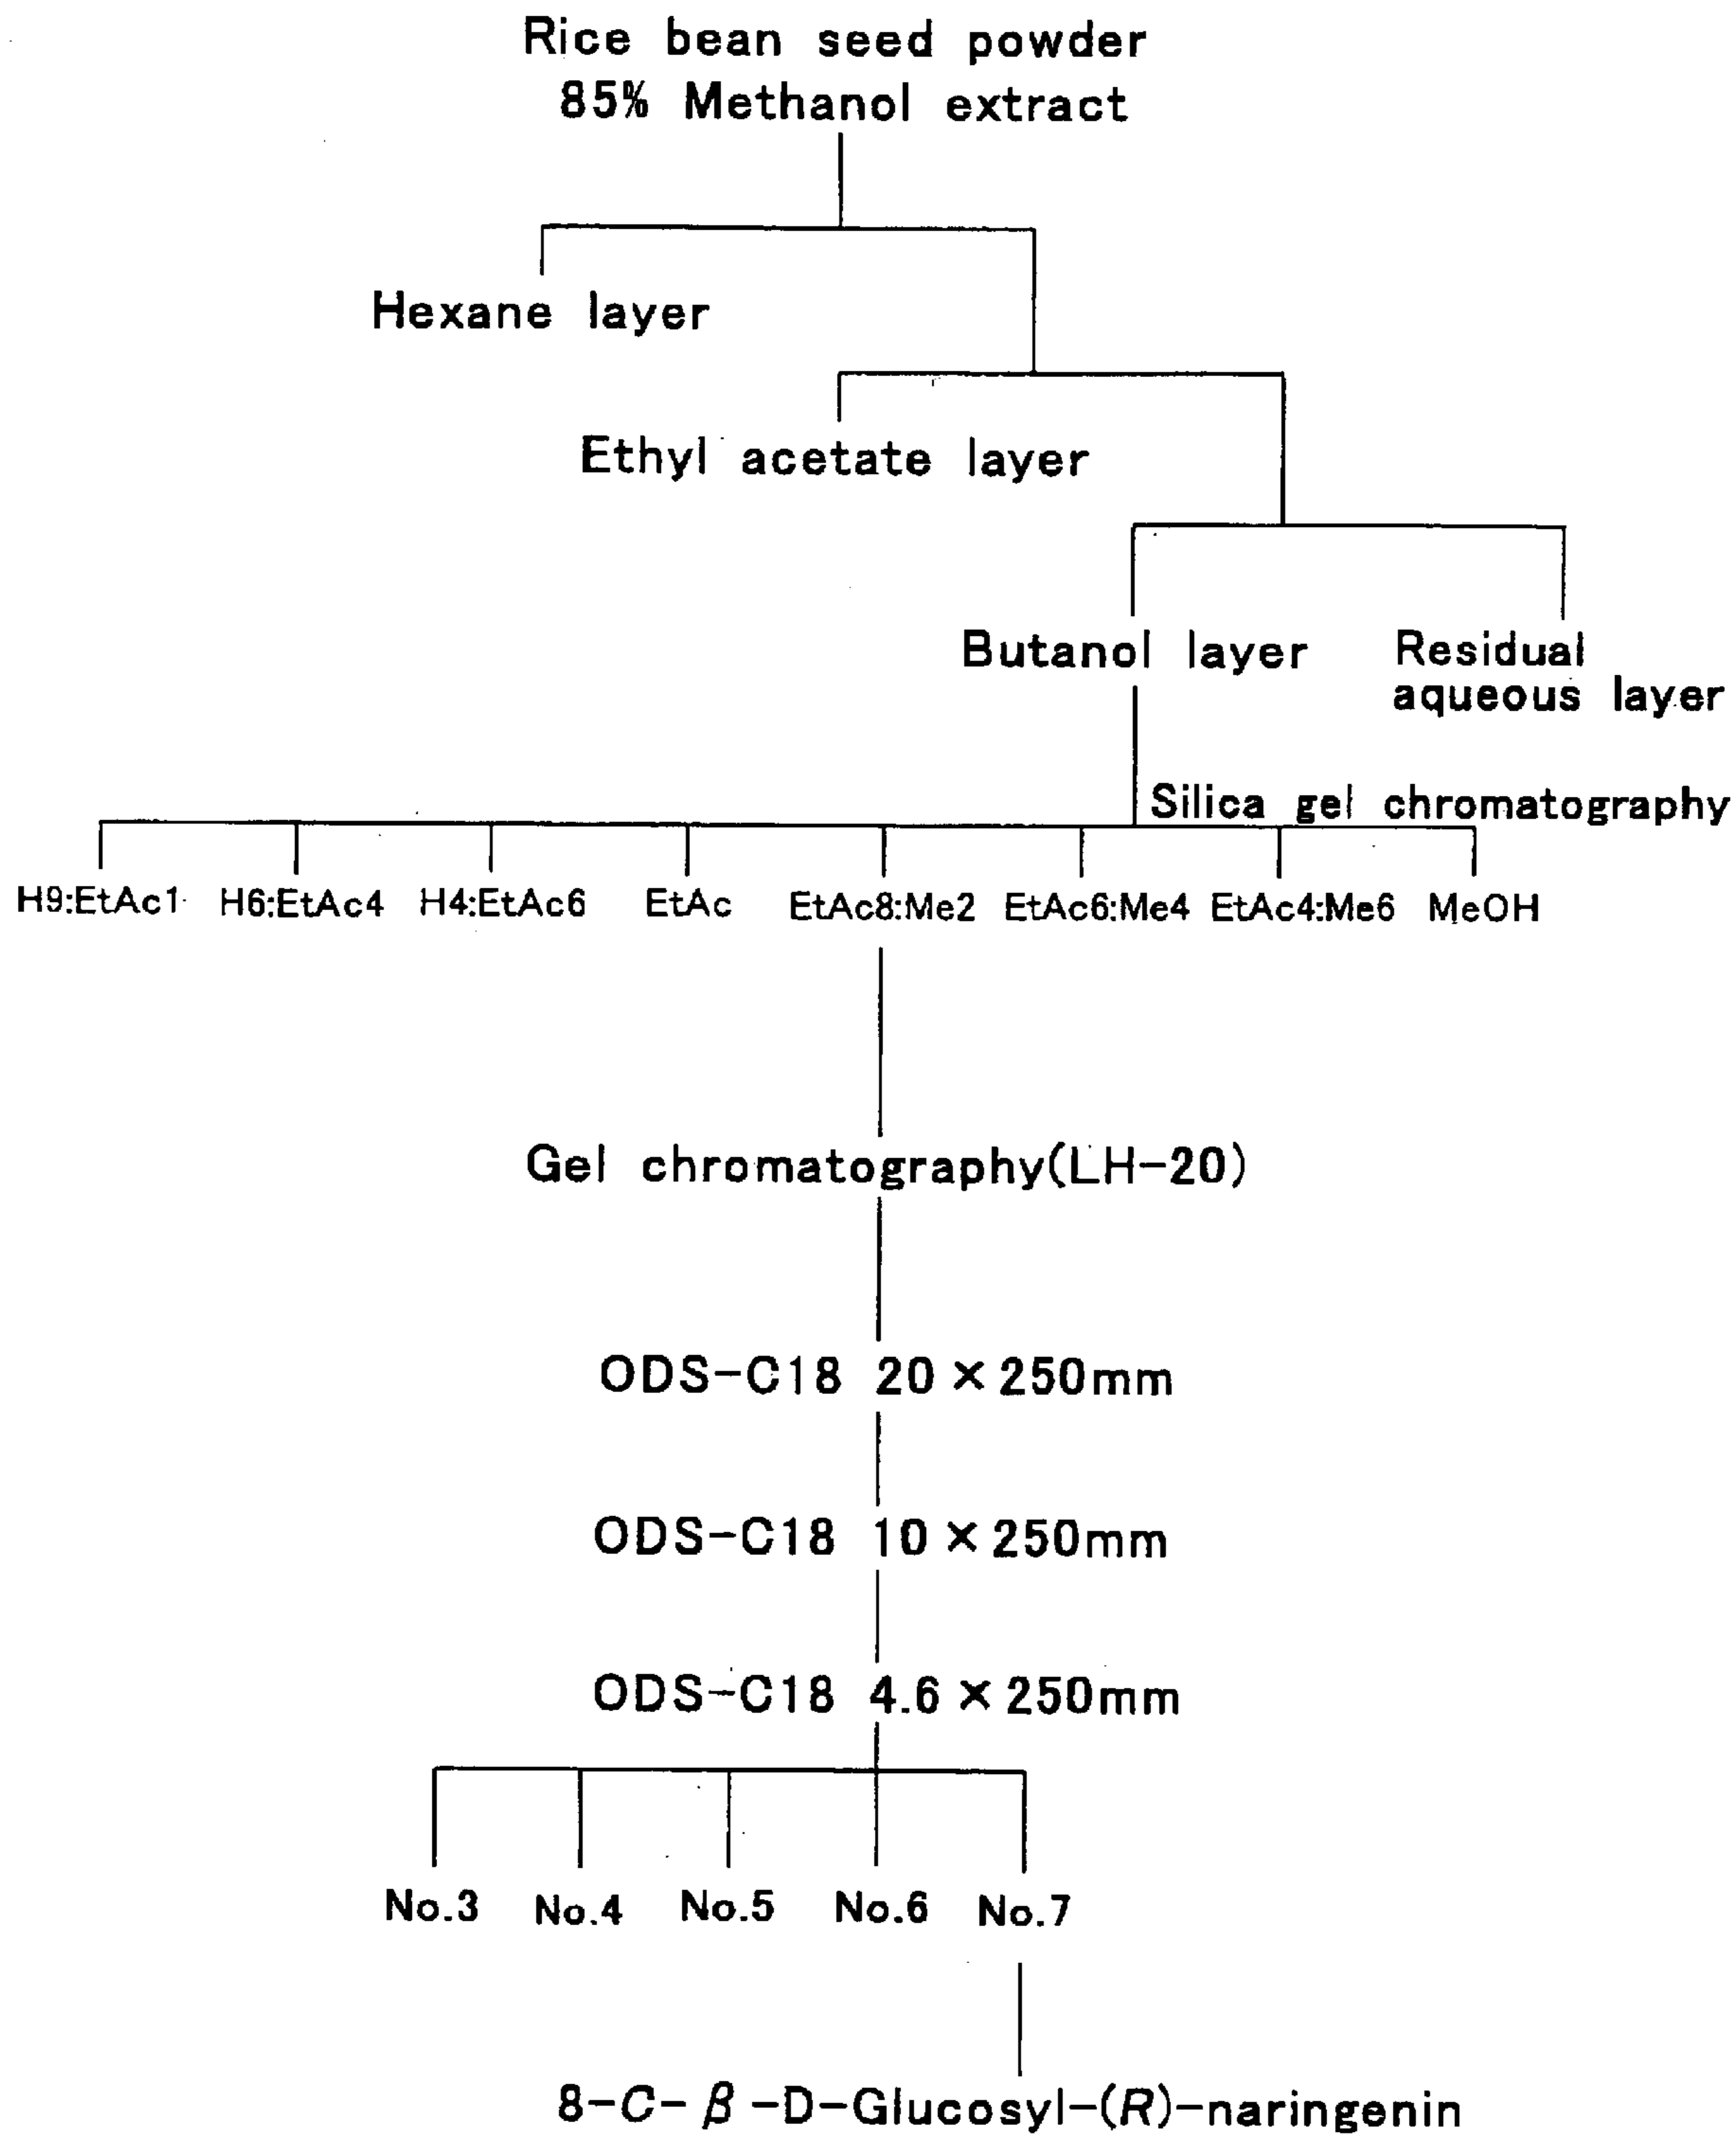 Rice bean seed powder
85% Methanol extract
Hexane layer
Ethyl acetate layer
Butanol layer
Residual
aqueous layer
Silica gel chromatography
H9:EtAc1 H6:EtAc4 H4:EtAc6 EtAc EtAc8:Me2 EtAc6:Me4 EtAc4:Me6 MeOH
Gel chromatography(LH-20)
ODS-C18 20×250mm
ODS-C18 10×250mm
ODS-C18 4.6×250mm
No.3 No.4 No.5 No.6 No.7
8-C-β-D-Glucosyl-(R)-naringenin